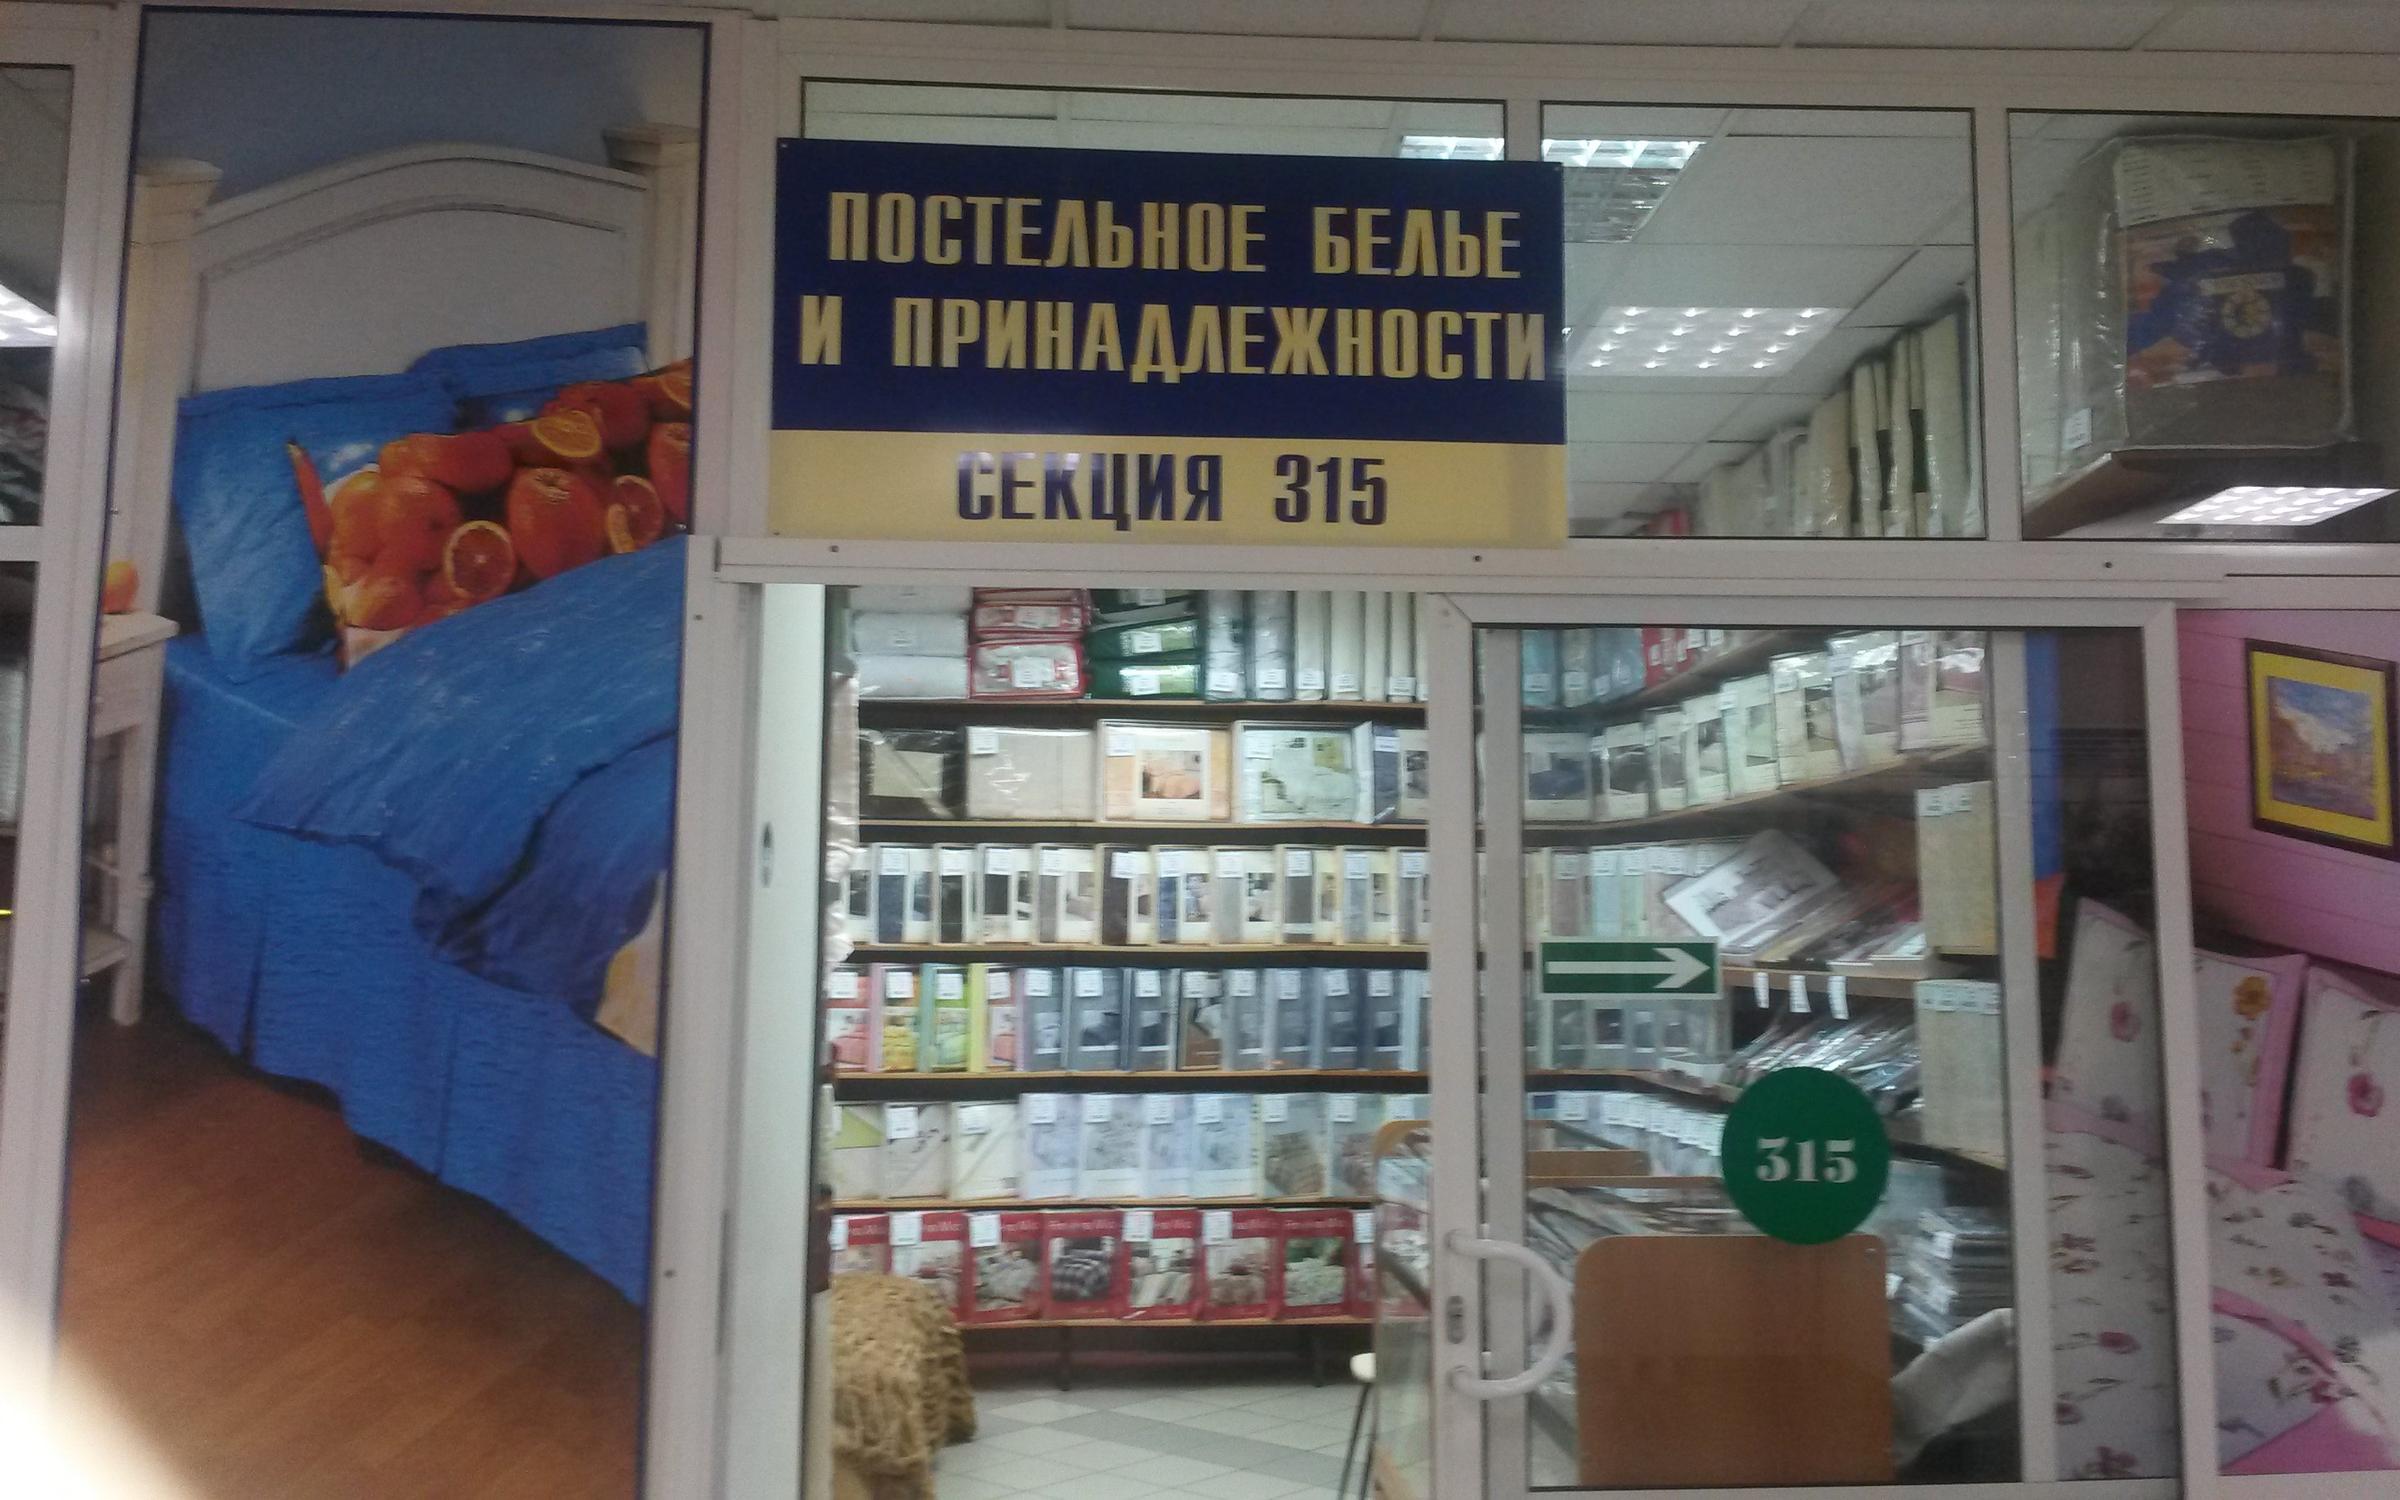 ПОСТЕЛЬНОЕ БЕЛЬЕ
И ПРИНАДЛЕЖНОСТИ
СЕКЦИЯ 315
315